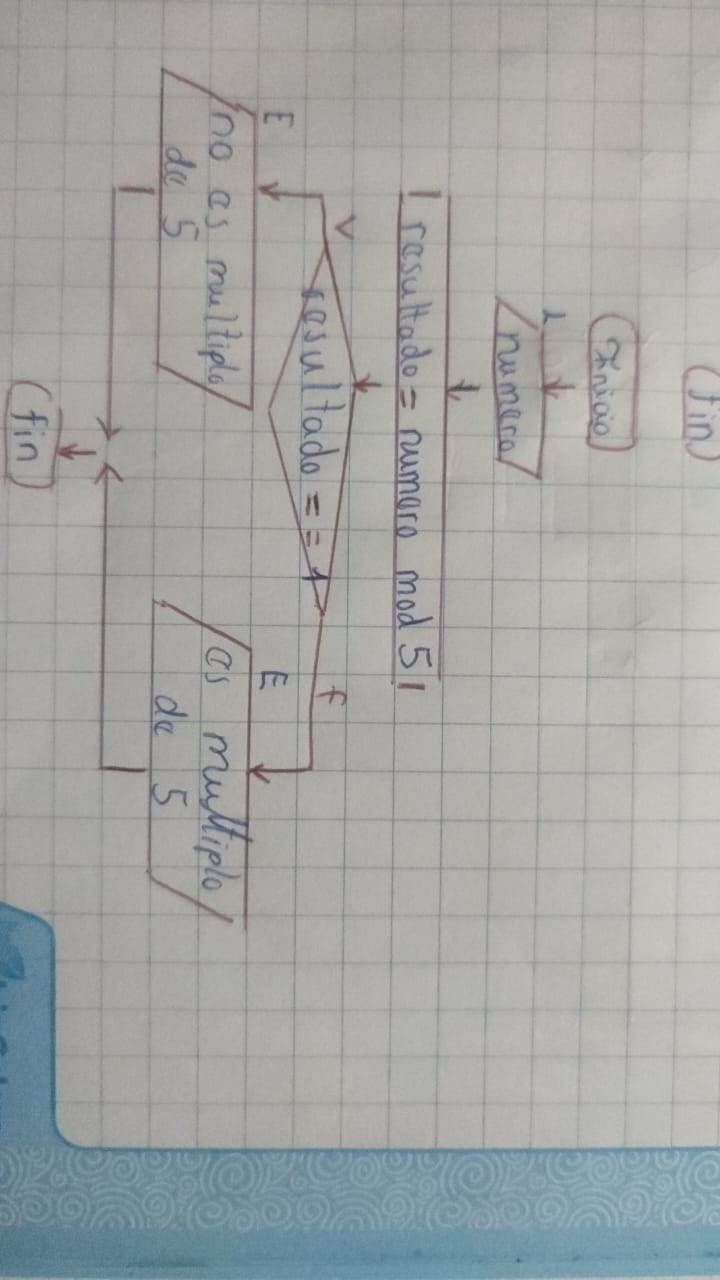 fin
Inicio
L
numero
resultado = numero mod 5
resultado == 1
V
f
E
no es multiplo
de 5
E
es multiplo
de 5
fin